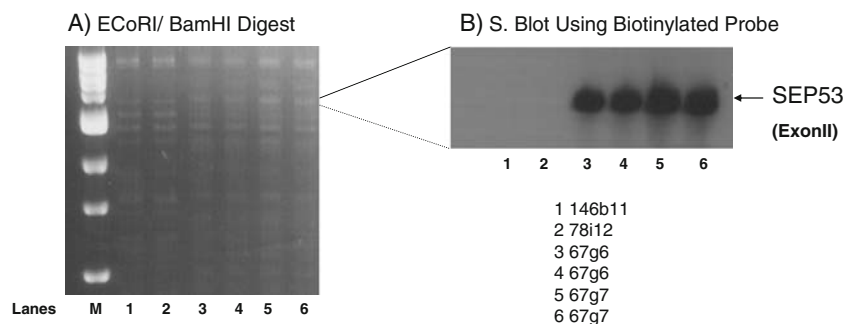 A) ECoRI/ BamHI Digest
B) S. Blot Using Biotinylated Probe
SEP53
(ExonII)
1 2 3 4 5 6
1 146b11
2 78i12
3 67g6
4 67g6
5 67g7
6 67g7
Lanes M 1 2 3 4 5 6